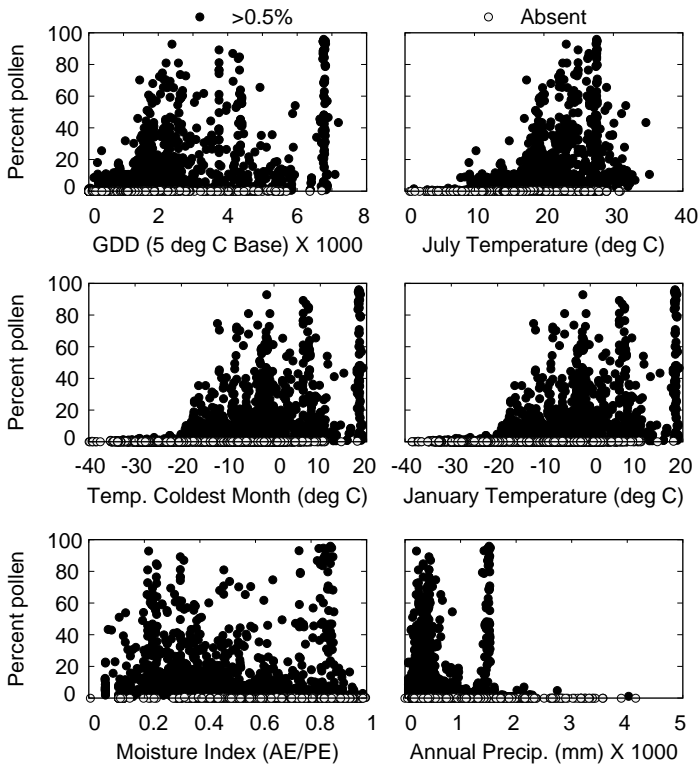 >0.5% Absent
100
80
60
40
20
0
Percent pollen
0 2 4 6 8
GDD (5 deg C Base) X 1000
0 10 20 30 40
July Temperature (deg C)
100
80
60
40
20
0
Percent pollen
-40 -30 -20 -10 0 10 20
Temp. Coldest Month (deg C)
-40 -30 -20 -10 0 10 20
January Temperature (deg C)
100
80
60
40
20
0
Percent pollen
0 0.2 0.4 0.6 0.8 1
Moisture Index (AE/PE)
0 1 2 3 4 5
Annual Precip. (mm) X 1000